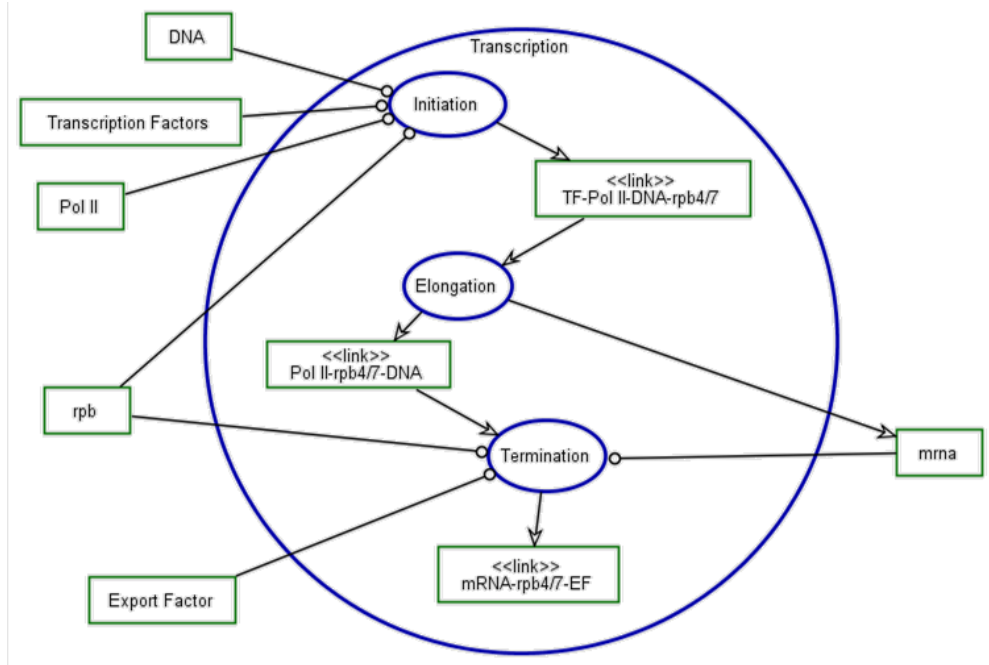 DNA
Transcription
Initiation
Transcription Factors
<<link>>
TF-Pol II-DNA-rpb4/7
Pol II
Elongation
<<link>>
Pol II-rpb4/7-DNA
rpb
Termination
mrna
<<link>>
mRNA-rpb4/7-EF
Export Factor